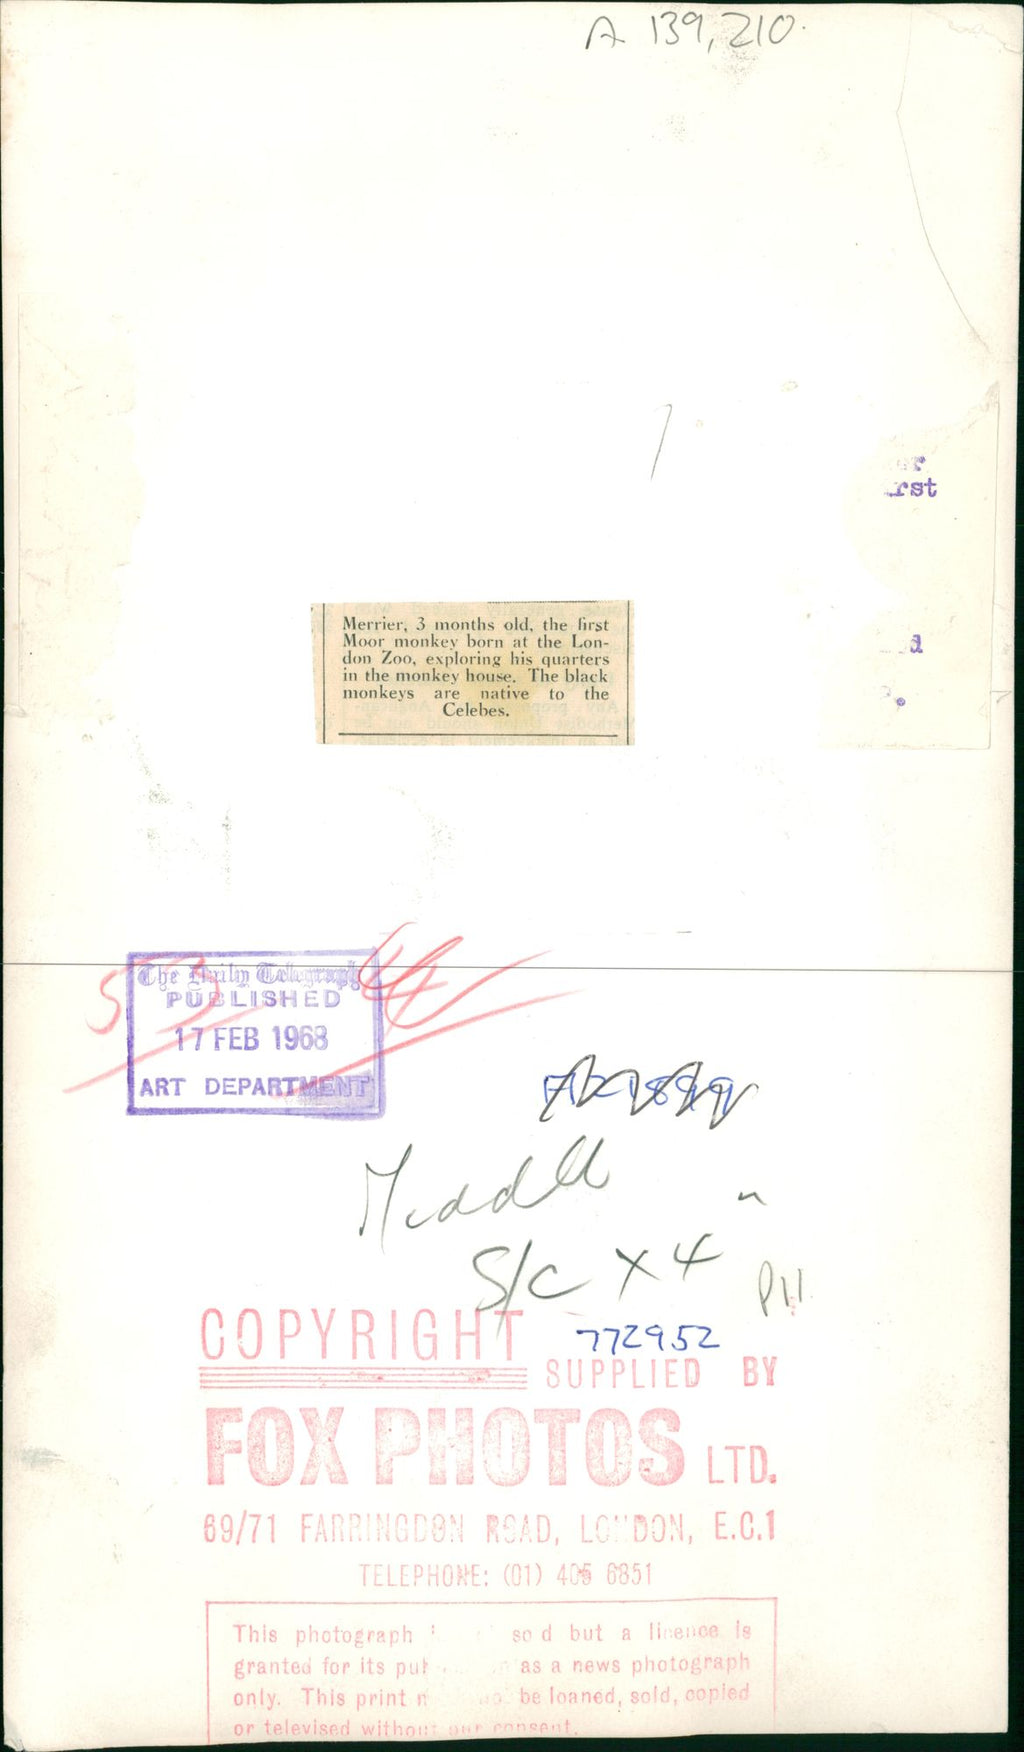 A 139,210.
rst
d
Merrier, 3 months old, the first
Moor monkey born at the Lon-
don Zoo, exploring his quarters
in the monkey house. The black
monkeys are native to the
Celebes.
The Daily Telegraph
PUBLISHED
17 FEB 1968
ART DEPARTMENT
S/C X 4
PH
COPYRIGHT
772952
SUPPLIED BY
FOX PHOTOS LTD.
69/71 FARRINGDON ROAD, LONDON, E.C.1
TELEPHONE: (01) 405 6851
This photograph sold but a licence is
granted for its as a news photograph
only. This print be loaned, sold, copied
or televised without our consent.